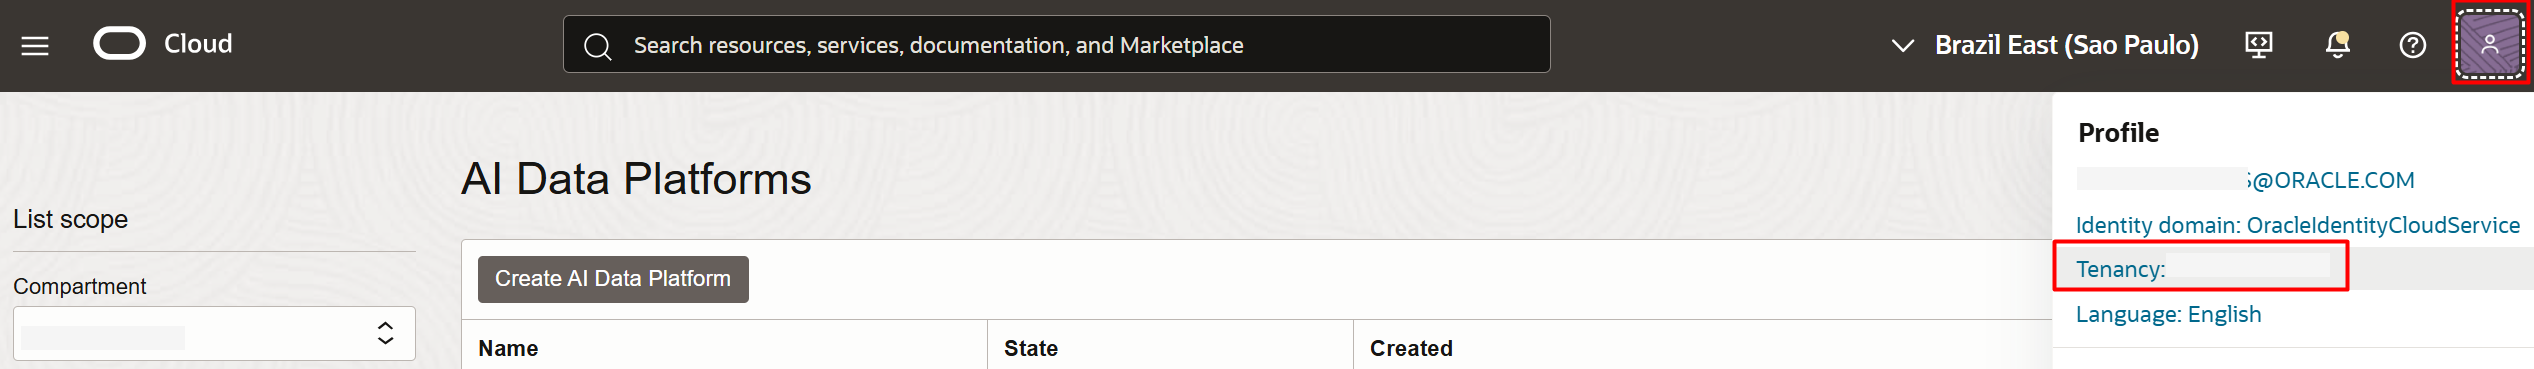 Cloud
Search resources, services, documentation, and Marketplace
Brazil East (Sao Paulo)
Profile
S@ORACLE.COM
Identity domain: OracleIdentityCloudService
Tenancy:
Language: English
AI Data Platforms
List scope
Compartment
Create AI Data Platform
Name
State
Created